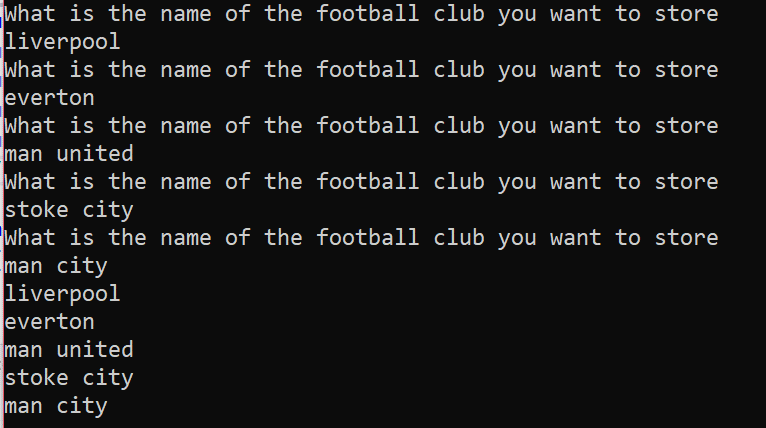 What is the name of the football club you want to store
liverpool
What is the name of the football club you want to store
everton
What is the name of the football club you want to store
man united
What is the name of the football club you want to store
stoke city
What is the name of the football club you want to store
man city
liverpool
everton
man united
stoke city
man city